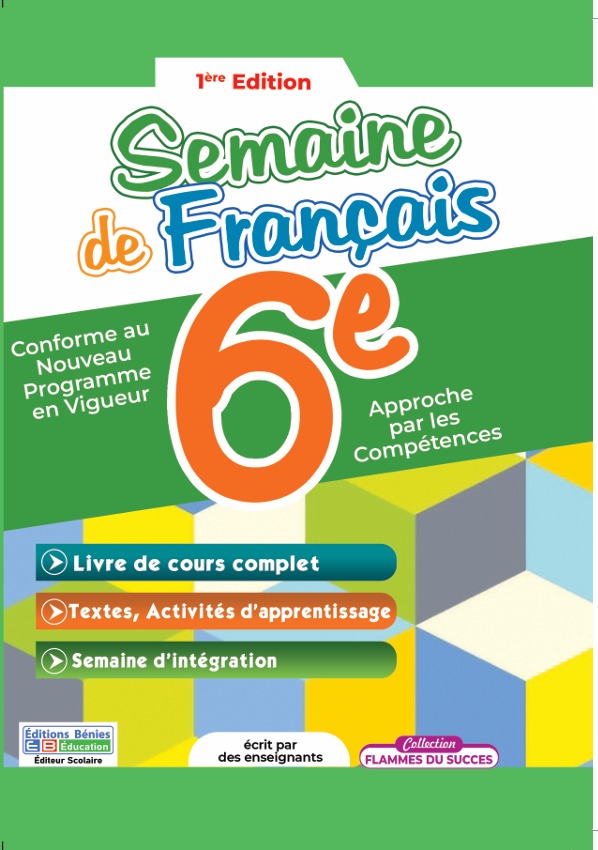 1ère Edition
Semaine
de Français
6e
Conforme au
Nouveau
Programme
en Vigueur
Approche
par les
Compétences
Livre de cours complet
Textes, Activités d'apprentissage
Semaine d'intégration
Éditions Bénies
EB Éducation
Éditeur Scolaire
écrit par
des enseignants
Collection
FLAMMES DU SUCCES